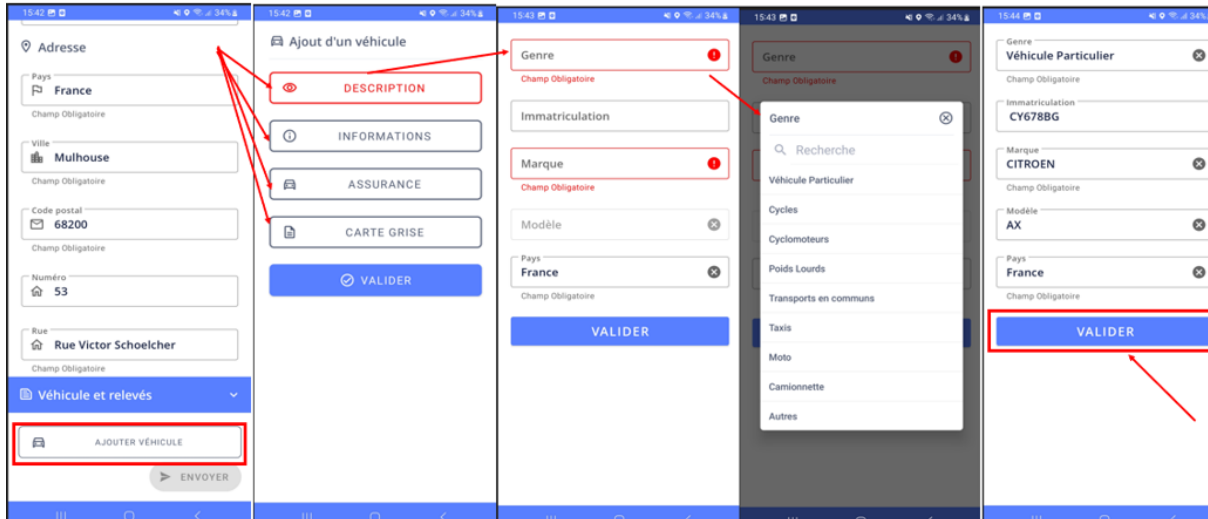 15:42
34%
Adresse
Pays
France
Champ Obligatoire
Ville
Mulhouse
Champ Obligatoire
Code postal
68200
Champ Obligatoire
Numéro
53
Rue
Rue Victor Schoelcher
Champ Obligatoire
Véhicule et relevés
AJOUTER VÉHICULE
ENVOYER
15:42
34%
Ajout d'un véhicule
DESCRIPTION
INFORMATIONS
ASSURANCE
CARTE GRISE
VALIDER
15:43
34%
Genre
Champ Obligatoire
Immatriculation
Marque
Champ Obligatoire
Modèle
Pays
France
Champ Obligatoire
VALIDER
15:43
34%
Genre
Champ Obligatoire
Genre
Recherche
Véhicule Particulier
Cycles
Cyclomoteurs
Poids Lourds
Transports en communs
Taxis
Moto
Camionnette
Autres
15:44
34%
Genre
Véhicule Particulier
Champ Obligatoire
Immatriculation
CY678BG
Marque
CITROEN
Champ Obligatoire
Modèle
AX
Pays
France
Champ Obligatoire
VALIDER